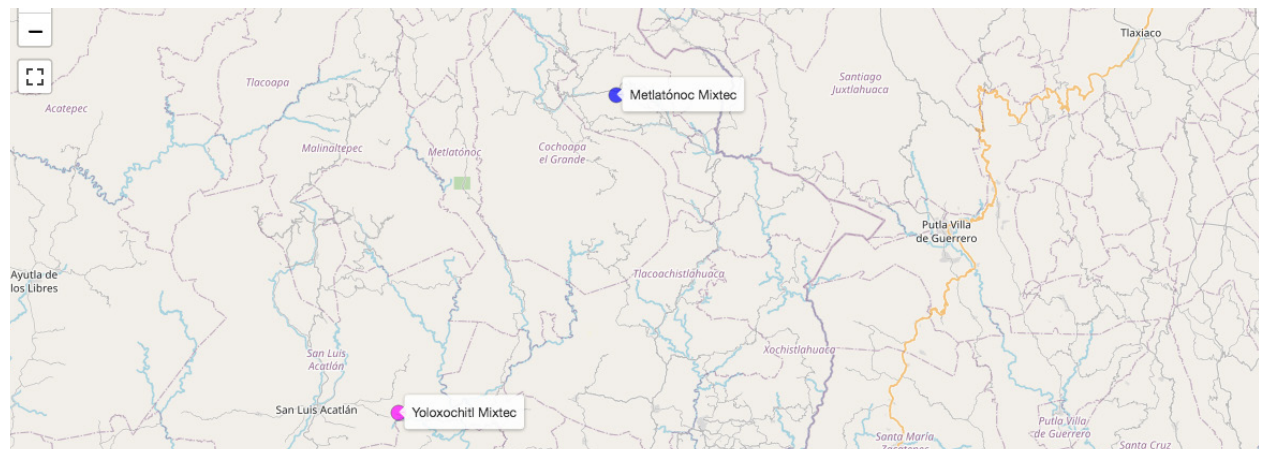 −
Tlaxiaco
Tlacoapa
Santiago
Juxtlahuaca
Metlatónoc Mixtec
Acatepec
Malinaltepec
Metlatónoc
Cochoapa
el Grande
Putla Villa
de Guerrero
Ayutla de
los Libres
Tlacoachistlahuaca
San Luis
Acatlán
Xochistlahuaca
San Luis Acatlán
Yoloxochitl Mixtec
Putla Villa
de Guerrero
Santa María
Zacatepec
Santa Cruz